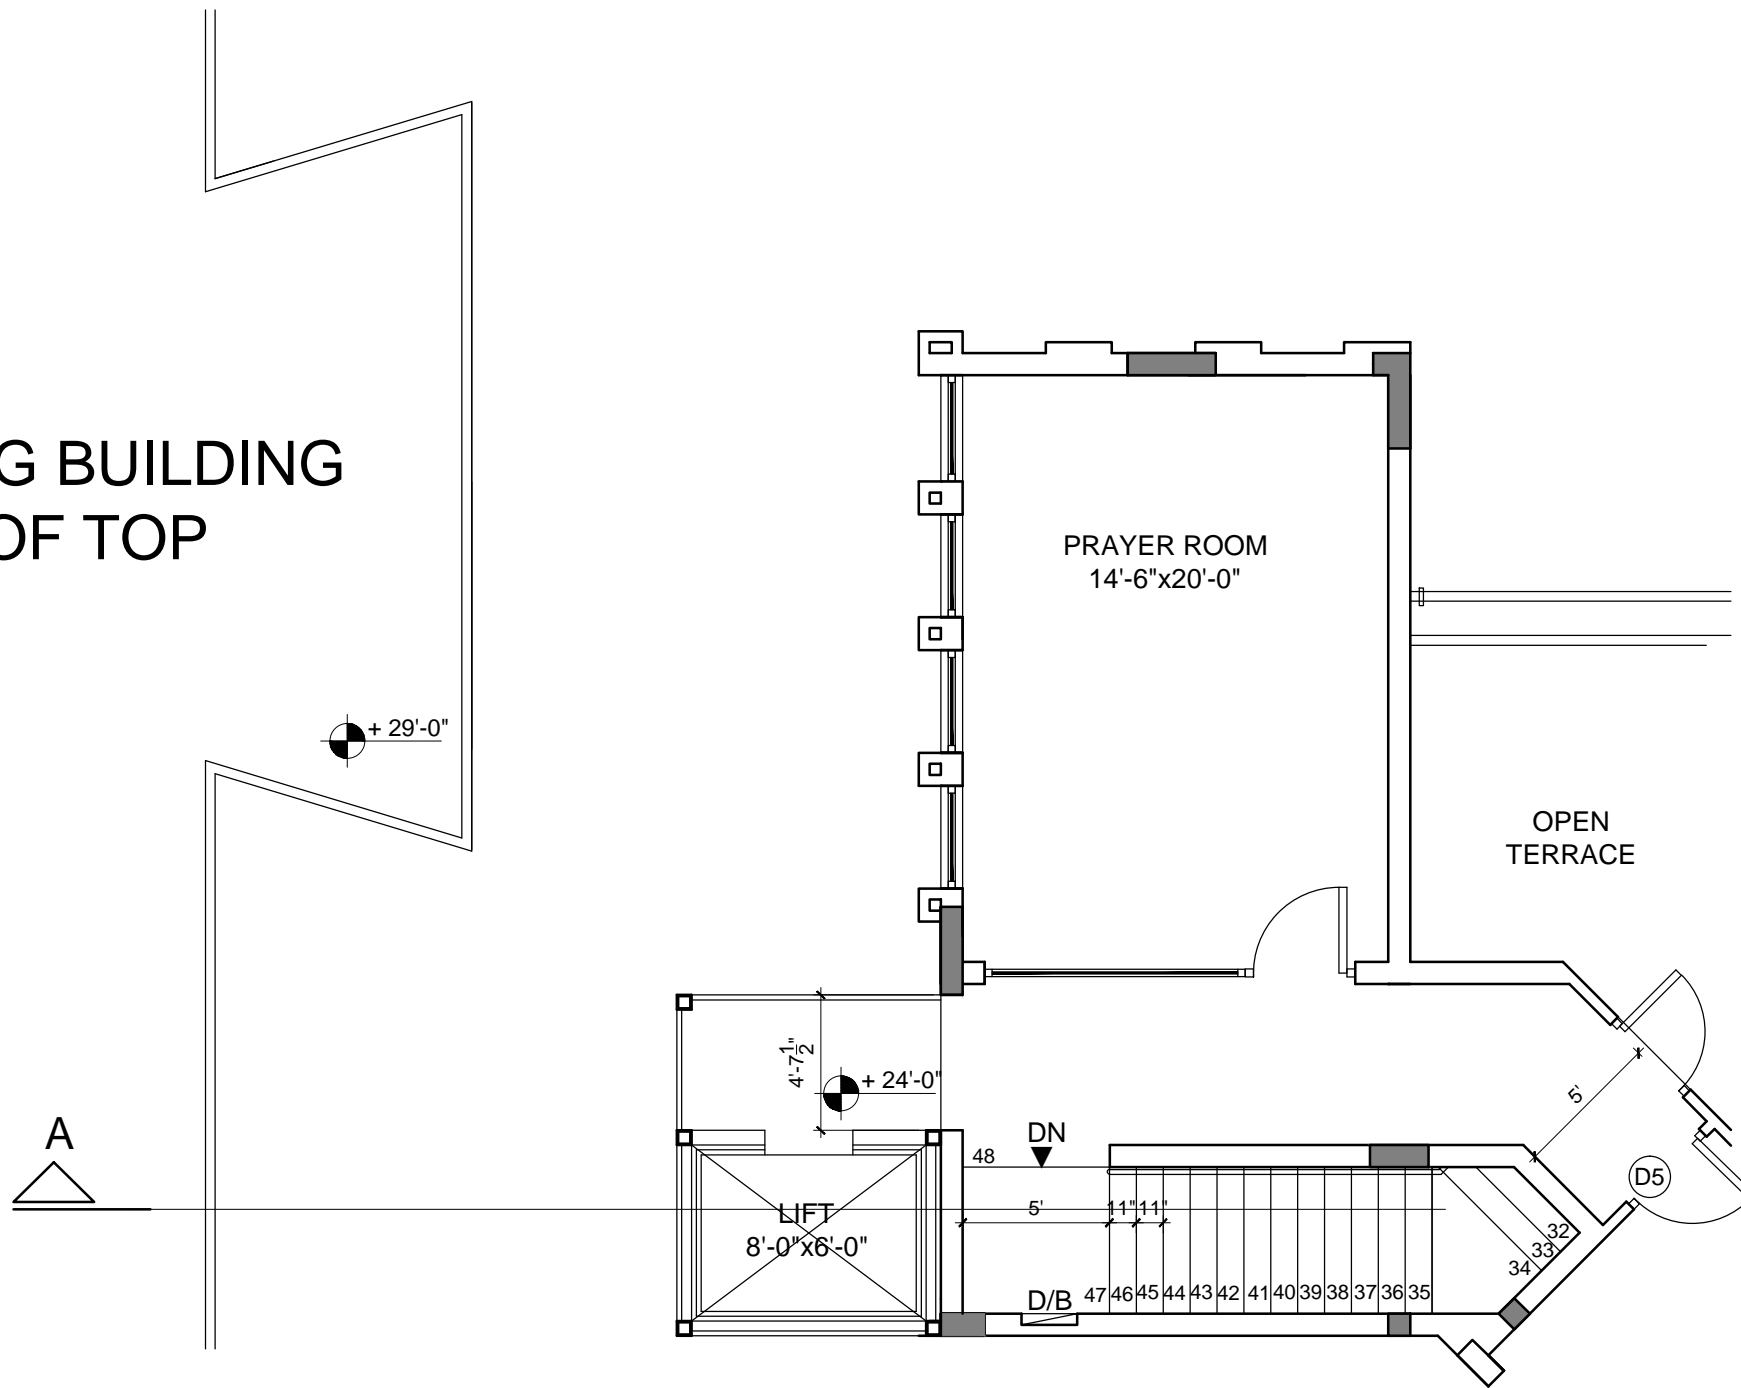 G BUILDING
OF TOP
PRAYER ROOM
14'-6"x20'-0"
+ 29'-0"
OPEN
TERRACE
4'-7 1/2"
+ 24'-0"
5'
A
DN
48
D5
LIFT
8'-0"x6'-0"
5'
11" 11"
32
33
34
D/B
47 46 45 44 43 42 41 40 39 38 37 36 35